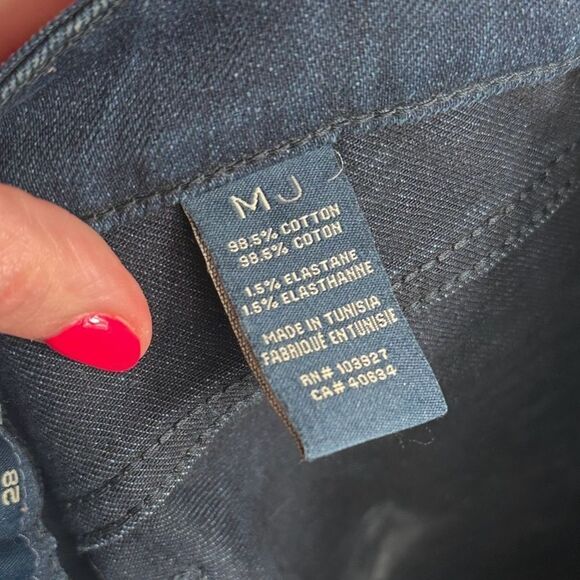 MJ
98.5% COTTON
98.5% COTON
1.5% ELASTANE
1.5% ELASTHANNE
MADE IN TUNISIA
FABRIQUÉ EN TUNISIE
RN# 103927
CA# 40634
28